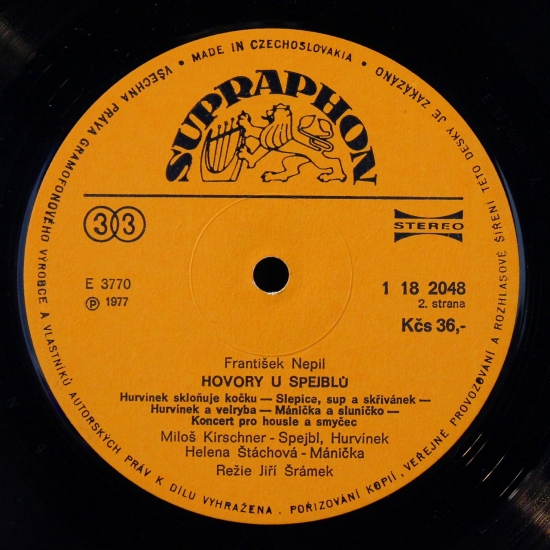 • MADE IN CZECHOSLOVAKIA •
VŠECHNA PRÁVA GRAMOFONOVÉHO VÝROBCE A VLASTNÍKŮ AUTORSKÝCH PRÁV K DÍLU VYHRAŽENA. POŘIZOVÁNÍ KOPIÍ, VEŘEJNÉ PROVOZOVÁNÍ A ROZHLASOVÉ ŠÍŘENÍ TÉTO DESKY JE ZAKÁZÁNO
SUPRAPHON
33
STEREO
E 3770
Ⓟ 1977
1 18 2048
2. strana
Kčs 36,-
František Nepil
HOVORY U SPEJBLŮ
Hurvínek skloňuje kočku — Slepice, sup a skřivánek —
Hurvínek a velryba — Mánička a sluníčko —
Koncert pro housle a smyčec
Miloš Kirschner - Spejbl, Hurvínek
Helena Štáchová - Mánička
Režie Jiří Šrámek